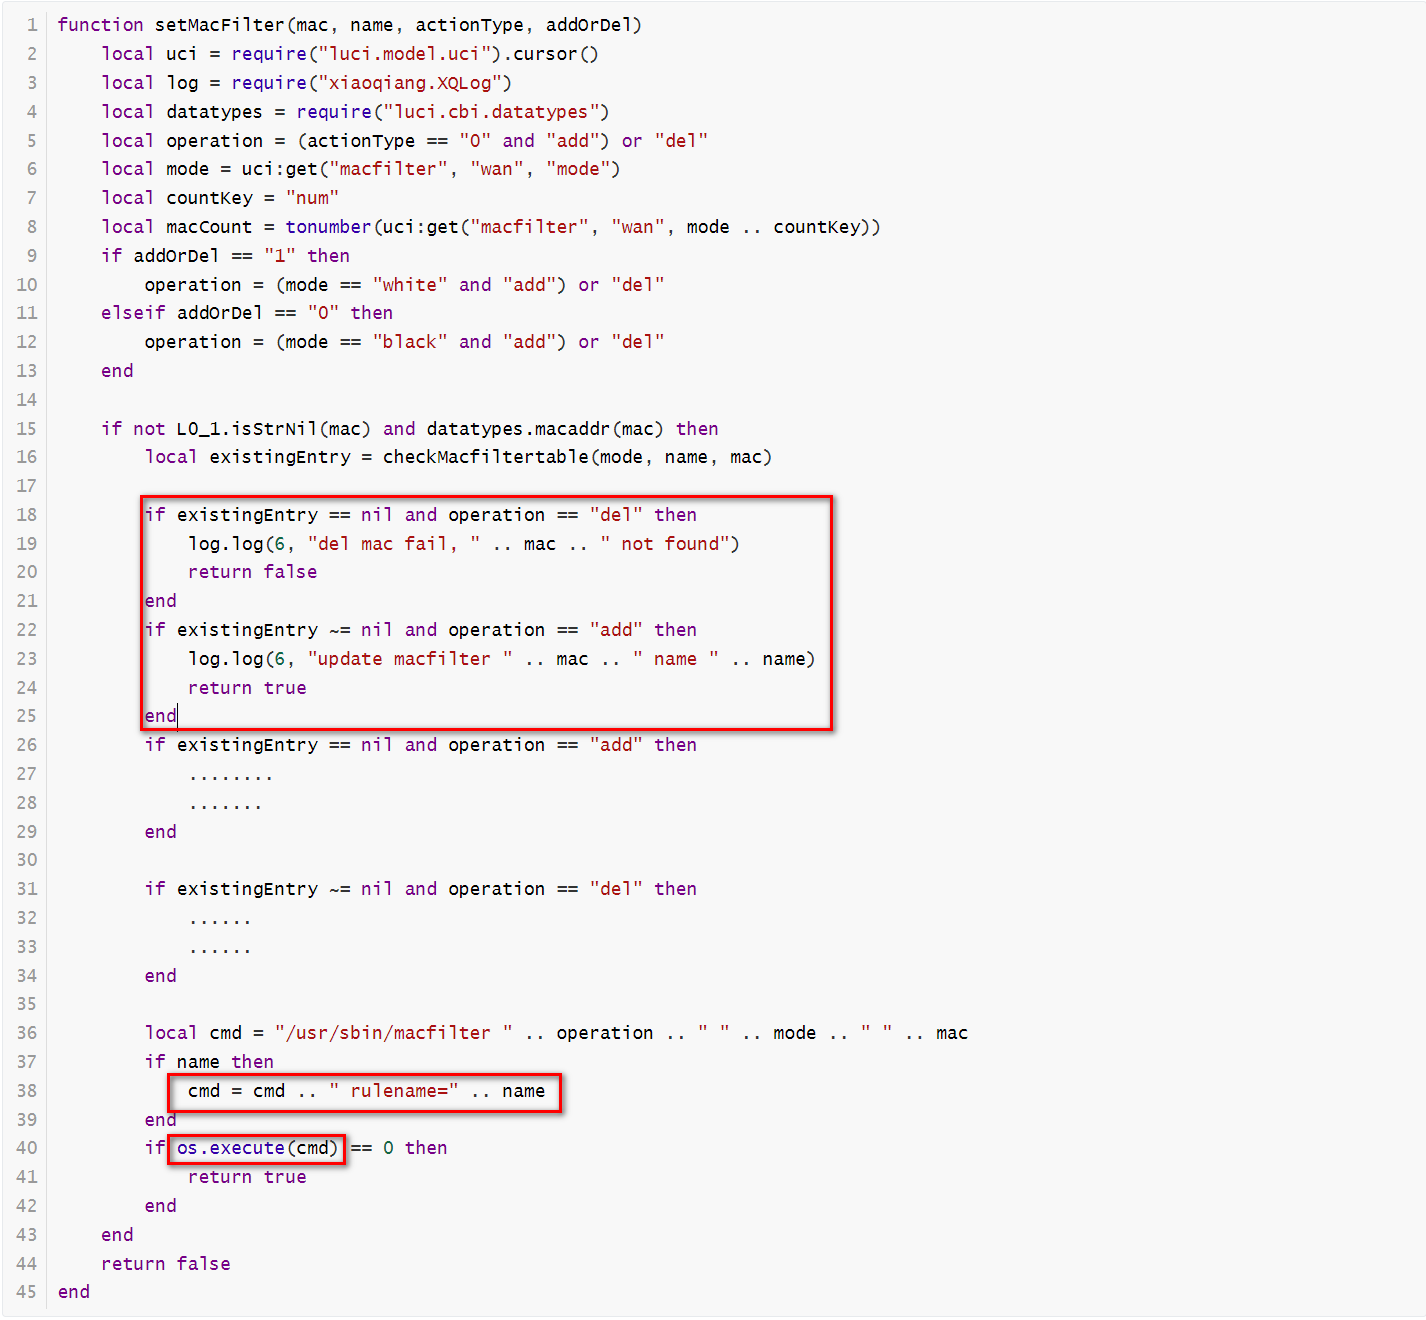 1 function setMacFilter(mac, name, actionType, addOrDel)
2 local uci = require("luci.model.uci").cursor()
3 local log = require("xiaoqiang.XQLog")
4 local datatypes = require("luci.cbi.datatypes")
5 local operation = (actionType == "0" and "add") or "del"
6 local mode = uci:get("macfilter", "wan", "mode")
7 local countKey = "num"
8 local macCount = tonumber(uci:get("macfilter", "wan", mode .. countKey))
9 if addOrDel == "1" then
10 operation = (mode == "white" and "add") or "del"
11 elseif addOrDel == "0" then
12 operation = (mode == "black" and "add") or "del"
13 end
14
15 if not L0_1.isStrNil(mac) and datatypes.macaddr(mac) then
16 local existingEntry = checkMacfiltertable(mode, name, mac)
17
18 if existingEntry == nil and operation == "del" then
19 log.log(6, "del mac fail, " .. mac .. " not found")
20 return false
21 end
22 if existingEntry ~= nil and operation == "add" then
23 log.log(6, "update macfilter " .. mac .. " name " .. name)
24 return true
25 end
26 if existingEntry == nil and operation == "add" then
27 ........
28 .......
29 end
30
31 if existingEntry ~= nil and operation == "del" then
32 ......
33 ......
34 end
35
36 local cmd = "/usr/sbin/macfilter " .. operation .. " " .. mode .. " " .. mac
37 if name then
38 cmd = cmd .. " rulename=" .. name
39 end
40 if os.execute(cmd) == 0 then
41 return true
42 end
43 end
44 return false
45 end